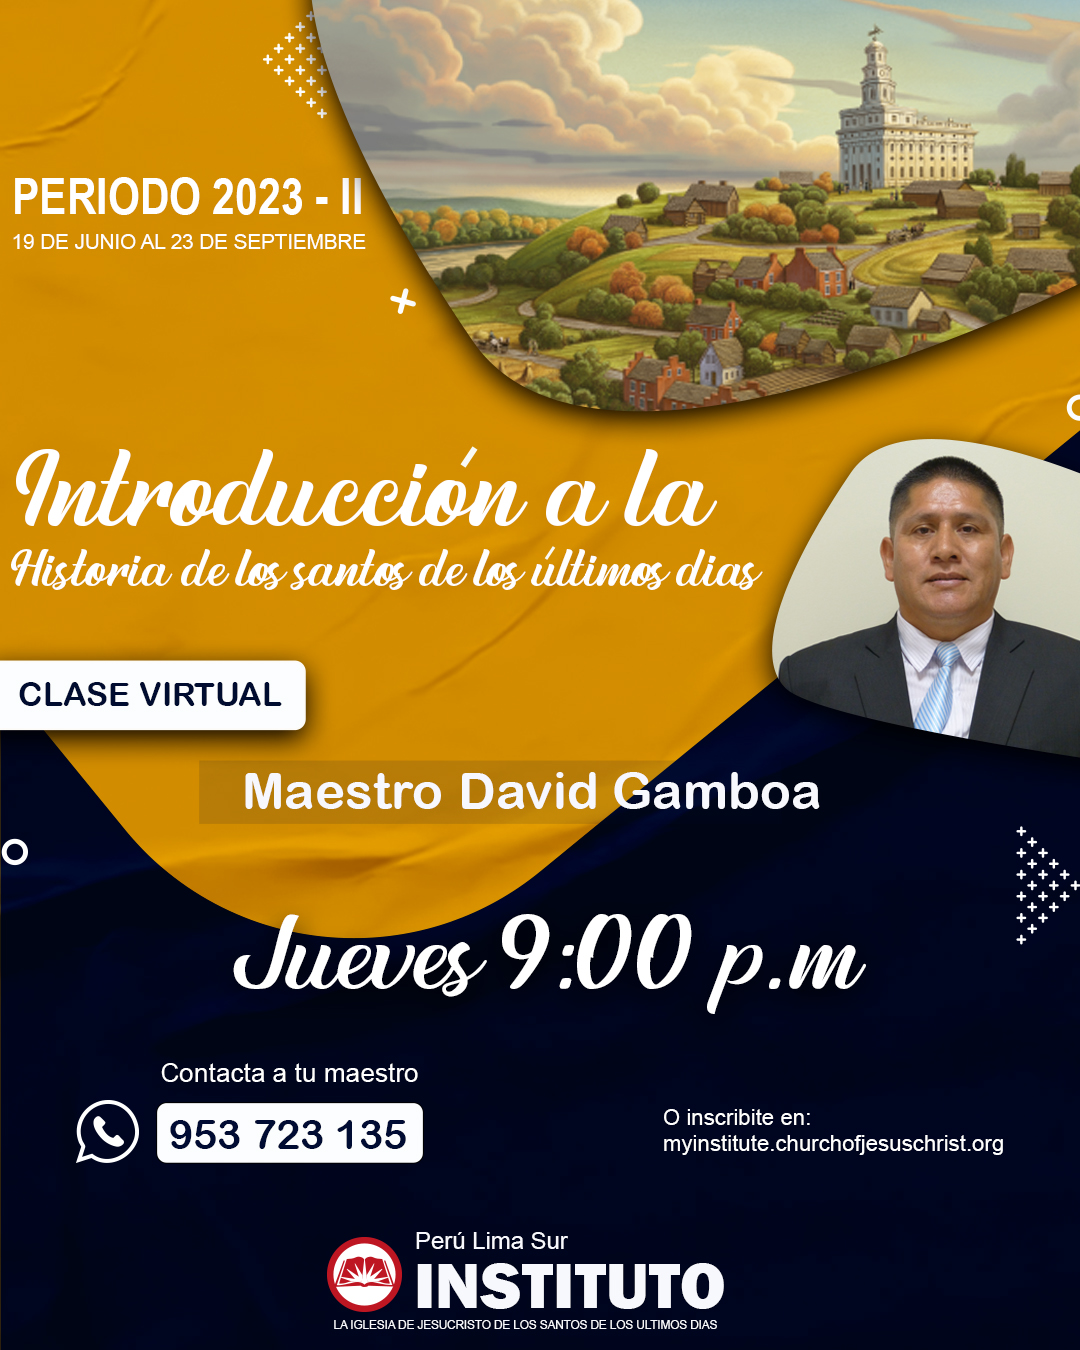 PERIODO 2023 - II
19 DE JUNIO AL 23 DE SEPTIEMBRE
Introducción a la
Historia de los santos de los últimos dias
CLASE VIRTUAL
Maestro David Gamboa
Jueves 9:00 p.m
Contacta a tu maestro
953 723 135
O inscribite en:
myinstitute.churchofjesuschrist.org
Perú Lima Sur
INSTITUTO
LA IGLESIA DE JESUCRISTO DE LOS SANTOS DE LOS ULTIMOS DIAS